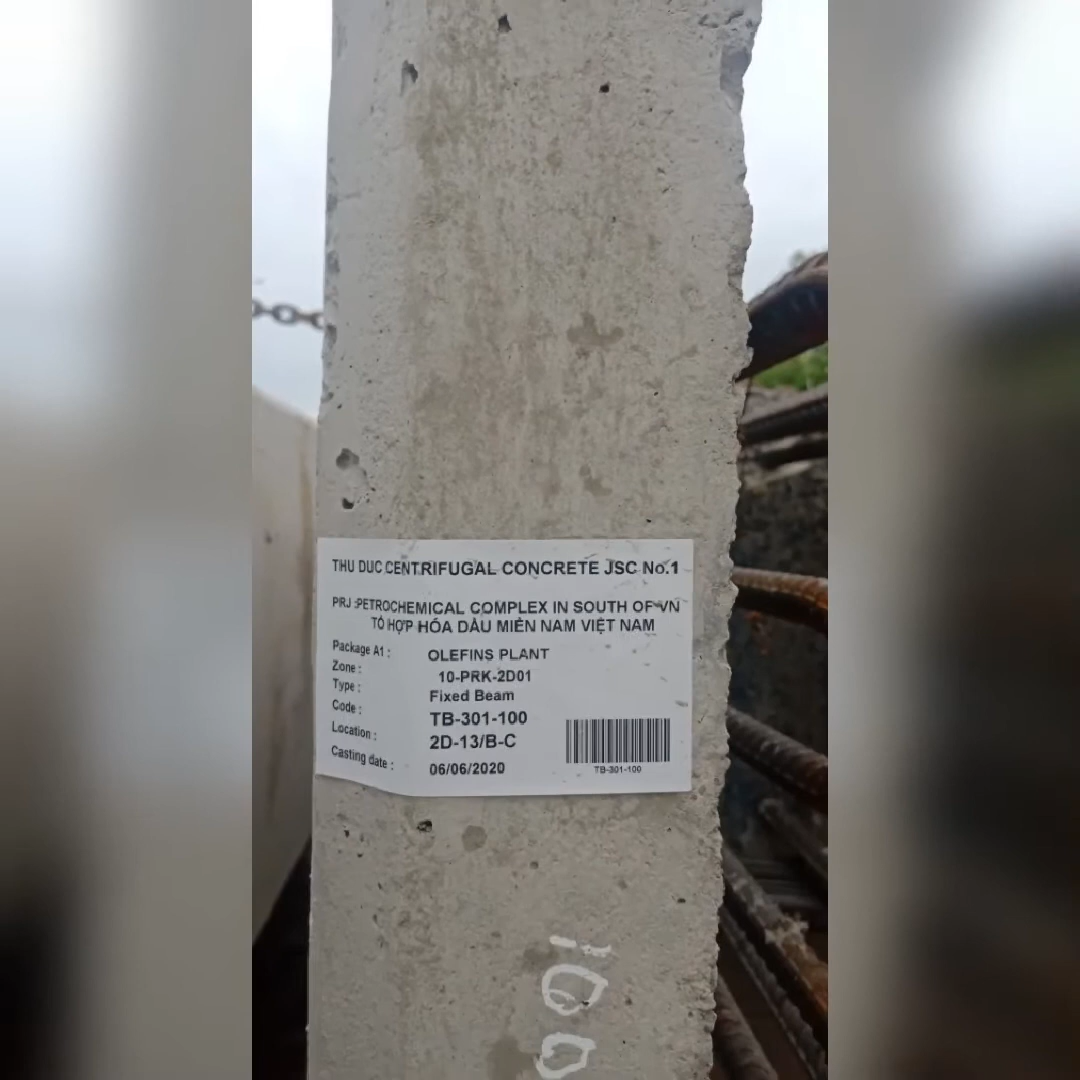 THU DUC CENTRIFUGAL CONCRETE JSC No.1
PRJ :PETROCHEMICAL COMPLEX IN SOUTH OF VN
TỔ HỢP HÓA DẦU MIỀN NAM VIỆT NAM
Package A1 : OLEFINS PLANT
Zone : 10-PRK-2D01
Type : Fixed Beam
Code : TB-301-100
Location : 2D-13/B-C
Casting date : 06/06/2020
TB-301-100
100